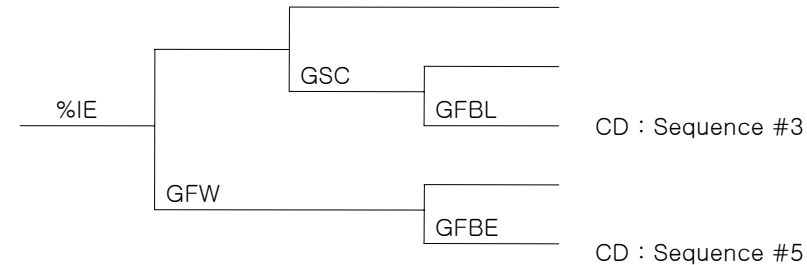 GSC
%IE
GFBL
CD : Sequence #3
GFW
GFBE
CD : Sequence #5